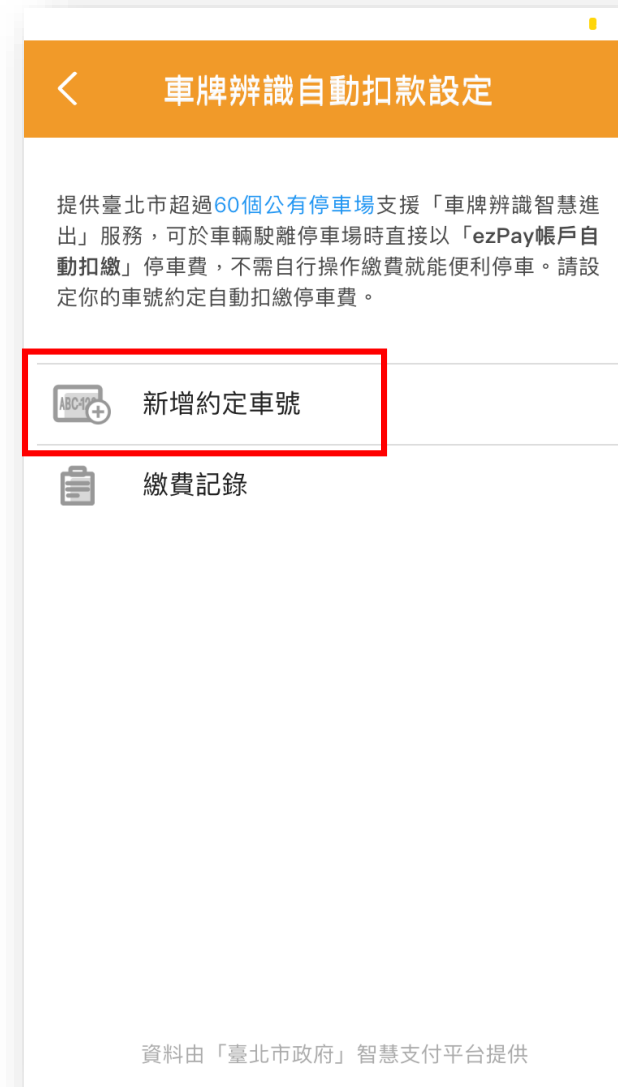 車牌辨識自動扣款設定
提供臺北市超過60個公有停車場支援「車牌辨識智慧進
出」服務，可於車輛駛離停車場時直接以「ezPay帳戶自
動扣繳」停車費，不需自行操作繳費就能便利停車。請設
定你的車號約定自動扣繳停車費。
新增約定車號
繳費記錄
資料由「臺北市政府」智慧支付平台提供